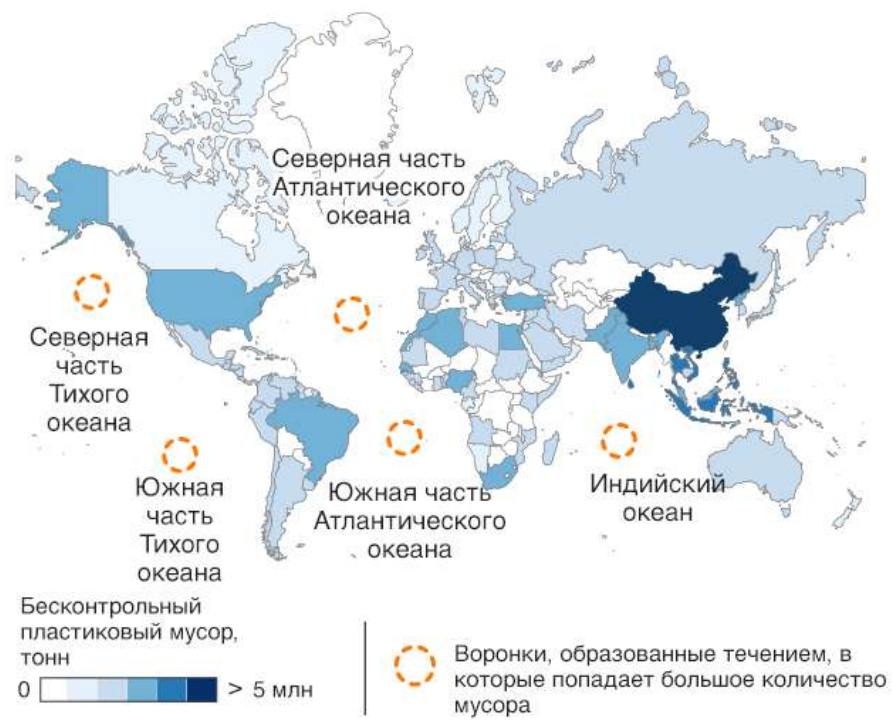 Северная часть
Атлантического
океана
Северная
часть
Тихого
океана
Южная
часть
Тихого
океана
Южная часть
Атлантического
океана
Индийский
океан
Бесконтрольный
пластиковый мусор,
тонн
0 > 5 млн
Воронки, образованные течением, в
которые попадает большое количество
мусора